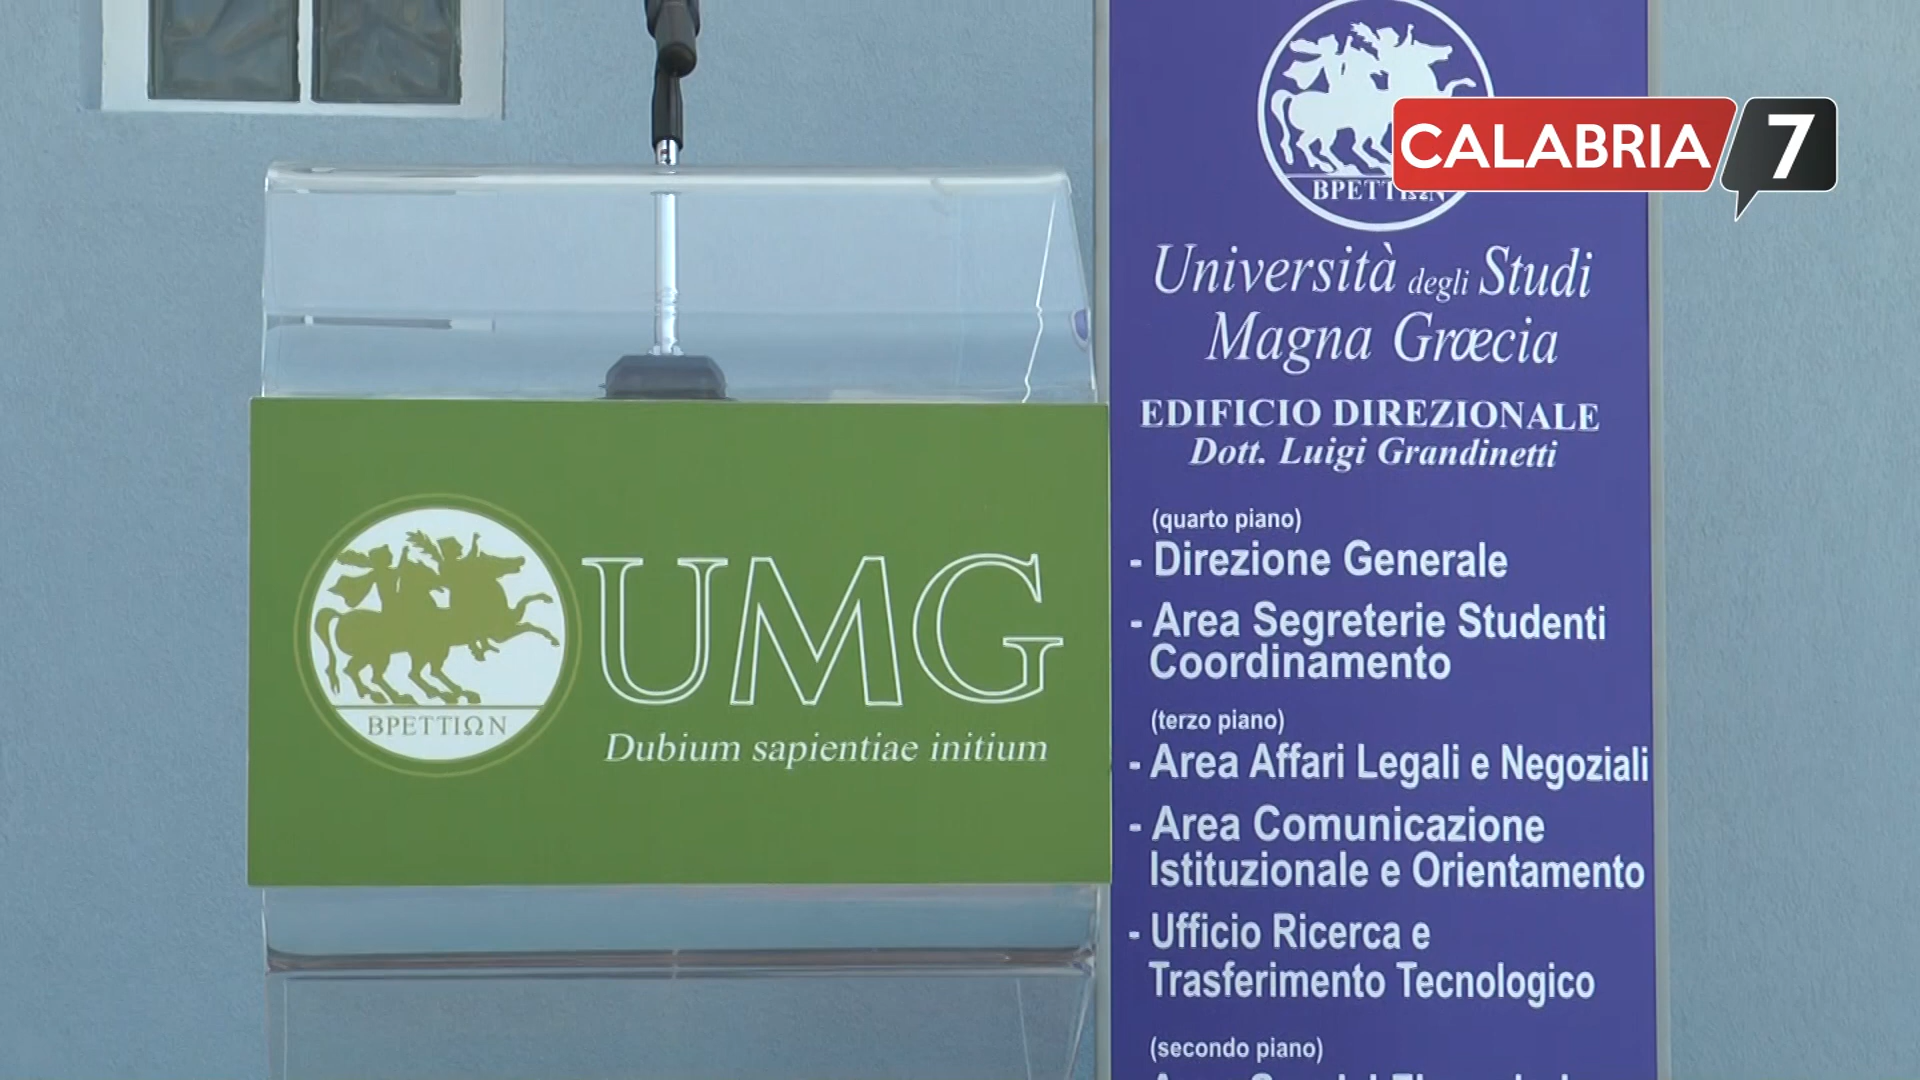 CALABRIA 7
ΒΡΕΤΤΙΩΝ
Università degli Studi
Magna Græcia
EDIFICIO DIREZIONALE
Dott. Luigi Grandinetti
(quarto piano)
- Direzione Generale
- Area Segreterie Studenti
Coordinamento
(terzo piano)
- Area Affari Legali e Negoziali
- Area Comunicazione
Istituzionale e Orientamento
- Ufficio Ricerca e
Trasferimento Tecnologico
(secondo piano)
UMG
ΒΡΕΤΤΙΩΝ
Dubium sapientiae initium